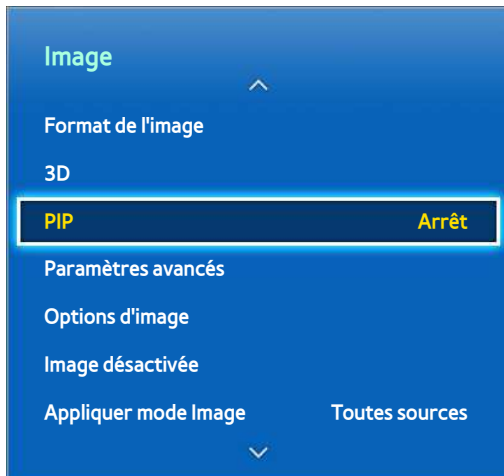 Image
Format de l'image
3D
PIP Arrêt
Paramètres avancés
Options d'image
Image désactivée
Appliquer mode Image Toutes sources